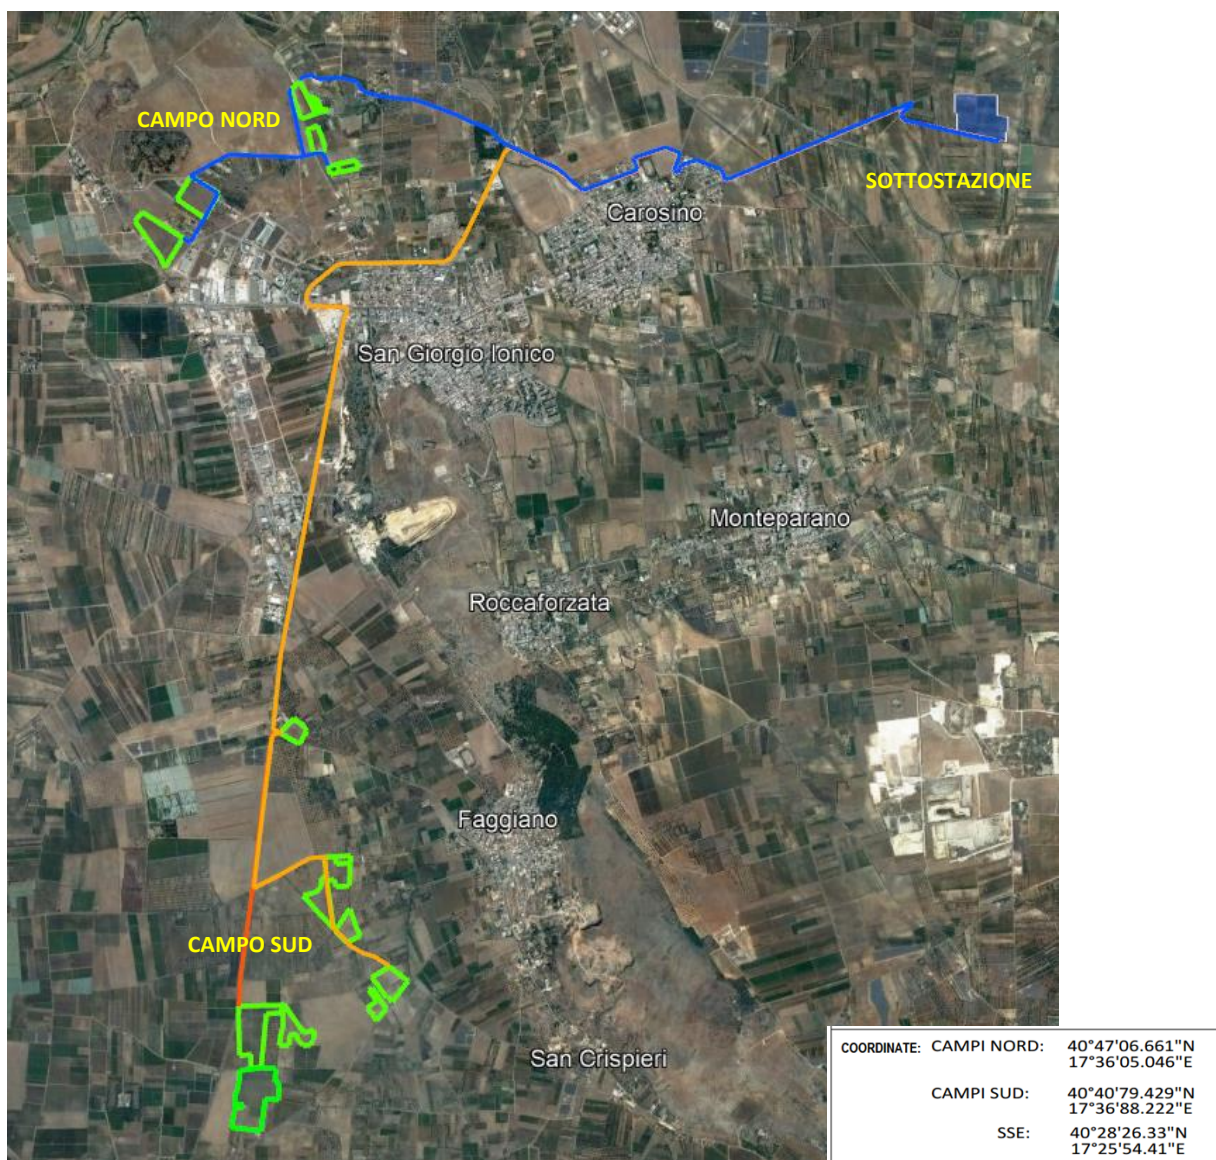 CAMPO NORD
SOTTOSTAZIONE
Carosino
San Giorgio Ionico
Monteparano
Roccaforzata
Faggiano
CAMPO SUD
San Crispieri
COORDINATE: CAMPI NORD: 40°47'06.661"N
17°36'05.046"E
CAMPI SUD: 40°40'79.429"N
17°36'88.222"E
SSE: 40°28'26.33"N
17°25'54.41"E